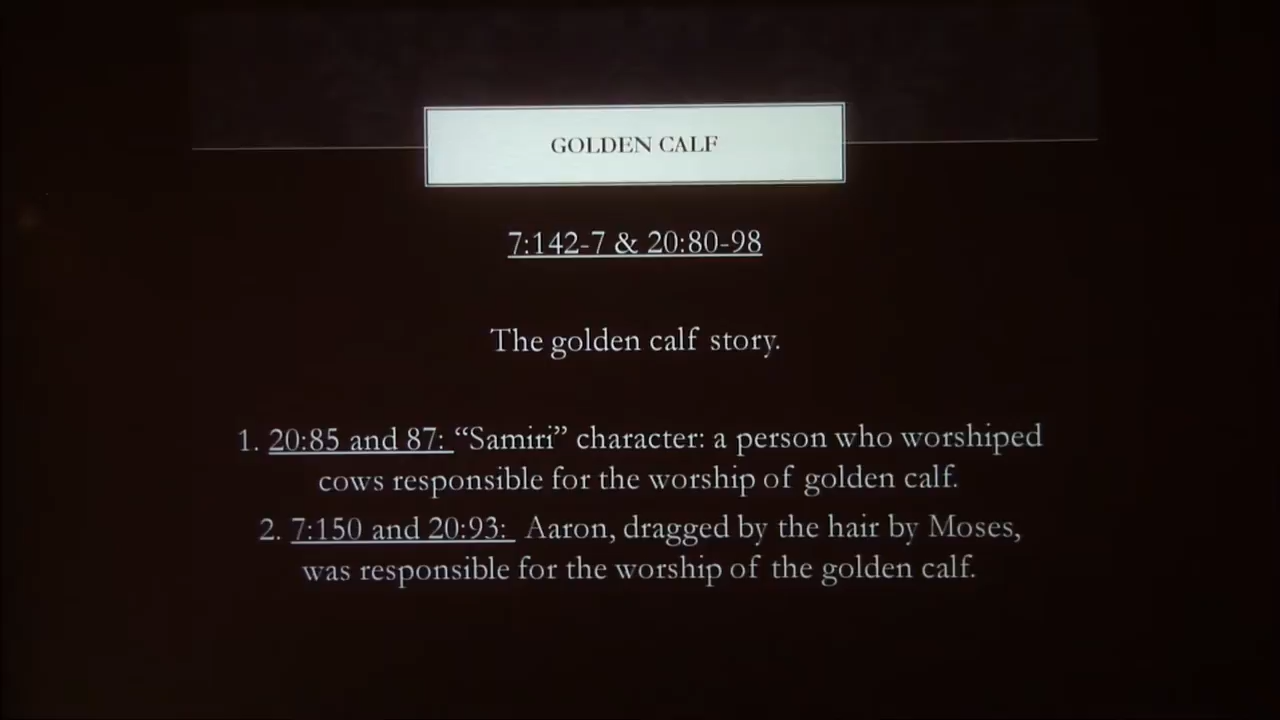 GOLDEN CALF
7:142-7 & 20:80-98
The golden calf story.
1. 20:85 and 87: “Samiri” character: a person who worshiped
cows responsible for the worship of golden calf.
2. 7:150 and 20:93: Aaron, dragged by the hair by Moses,
was responsible for the worship of the golden calf.